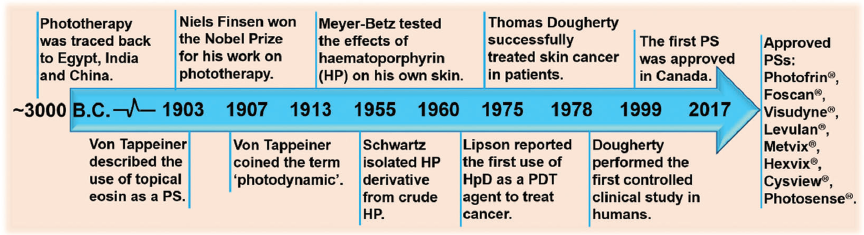 Phototherapy
was traced back
to Egypt, India
and China.
Niels Finsen won
the Nobel Prize
for his work on
phototherapy.
Meyer-Betz tested
the effects of
haematoporphyrin
(HP) on his own skin.
Thomas Dougherty
successfully
treated skin cancer
in patients.
The first PS
was approved
in Canada.
Approved
PSs:
Photofrin®,
Foscan®,
Visudyne®,
Levulan®,
Metvix®,
Hexvix®,
Cysview®,
Photosense®.
~3000 B.C. 1903 1907 1913 1955 1960 1975 1978 1999 2017
Von Tappeiner
described the
use of topical
eosin as a PS.
Von Tappeiner
coined the term
‘photodynamic’.
Schwartz
isolated HP
derivative
from crude
HP.
Lipson reported
the first use of
HpD as a PDT
agent to treat
cancer.
Dougherty
performed the
first controlled
clinical study in
humans.